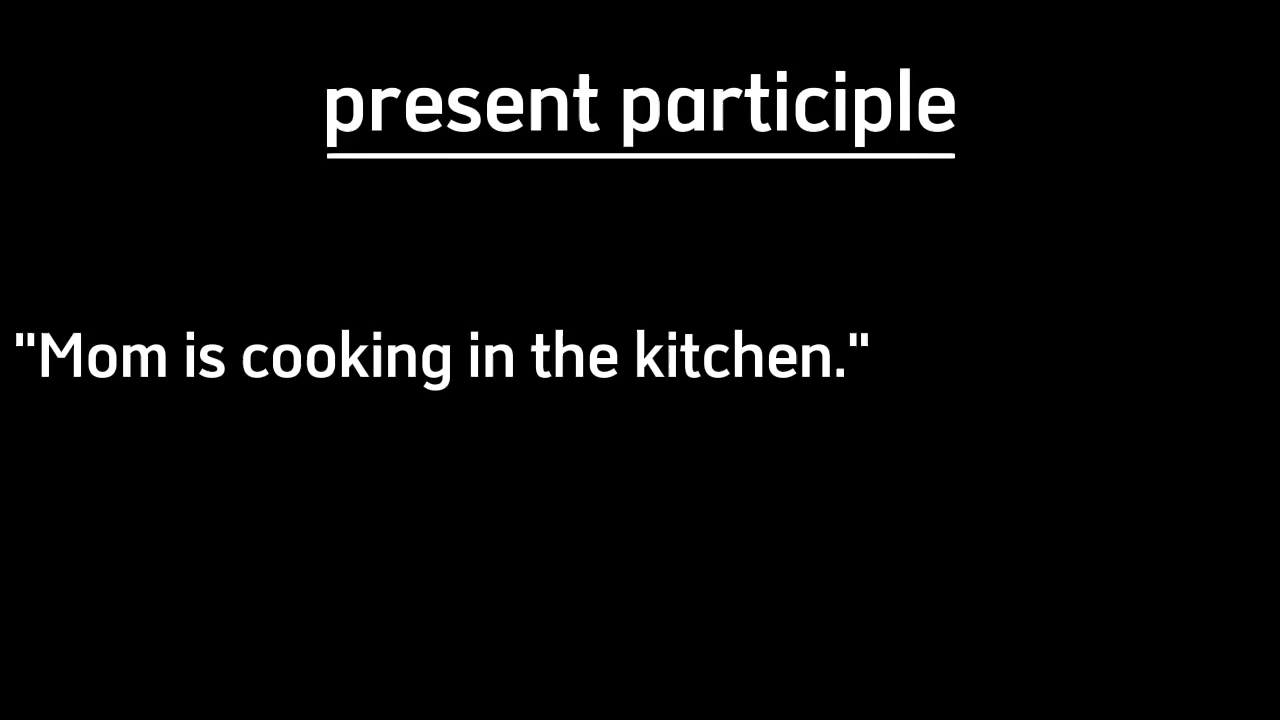 present participle
"Mom is cooking in the kitchen."